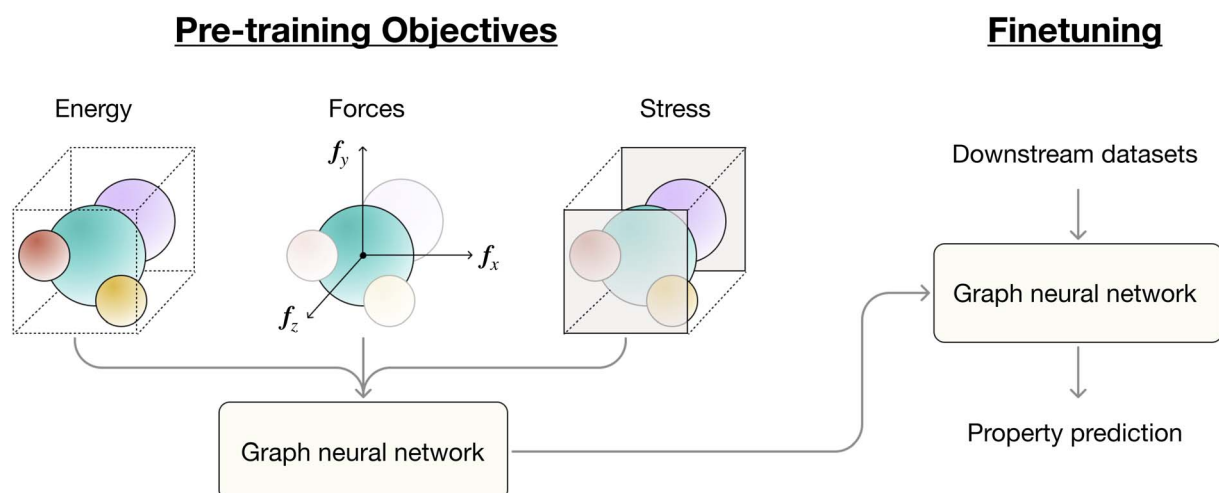 Pre-training Objectives
Finetuning
Energy
Forces
Stress
f_y
f_x
f_z
Downstream datasets
Graph neural network
Property prediction
Graph neural network